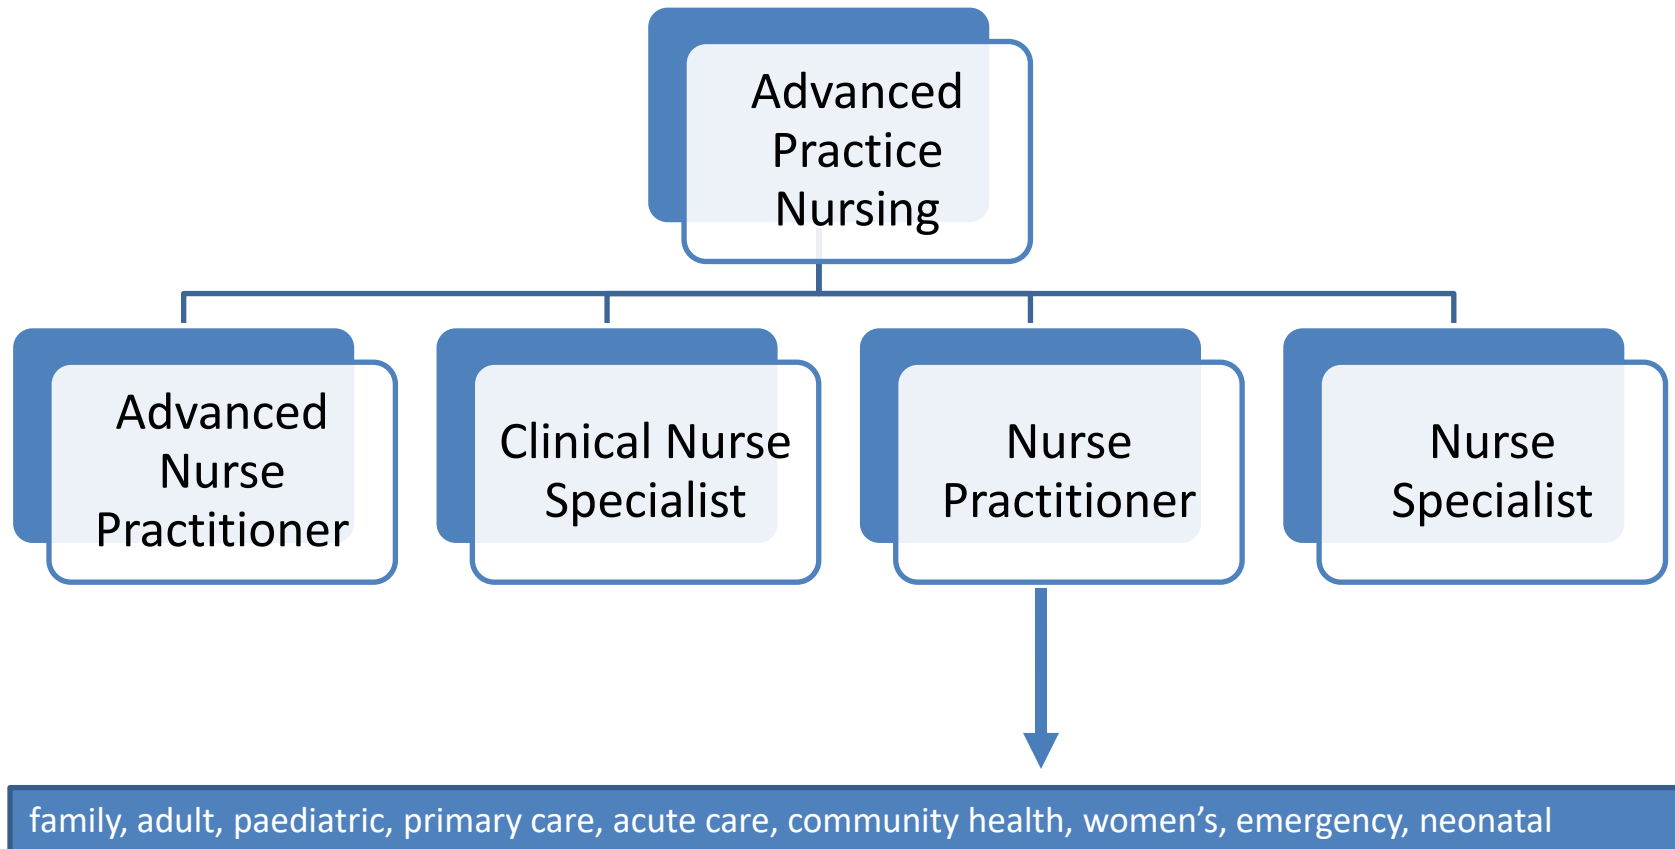 Advanced
Practice
Nursing
Advanced
Nurse
Practitioner
Clinical Nurse
Specialist
Nurse
Practitioner
Nurse
Specialist
family, adult, paediatric, primary care, acute care, community health, women’s, emergency, neonatal